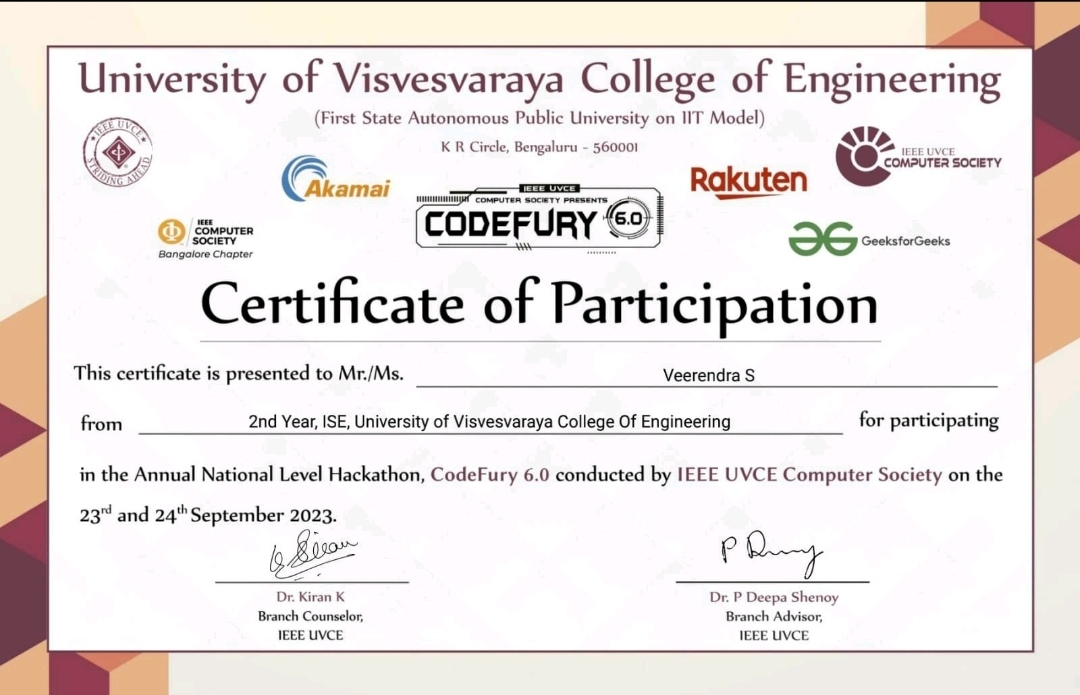 University of Visvesvaraya College of Engineering
(First State Autonomous Public University on IIT Model)
K R Circle, Bengaluru - 560001
IEEE UVCE
STRIDING AHEAD
Akamai
IEEE UVCE
COMPUTER SOCIETY PRESENTS
CODEFURY 6.0
Rakuten
IEEE UVCE
COMPUTER SOCIETY
IEEE
COMPUTER
SOCIETY
Bangalore Chapter
GeeksforGeeks
Certificate of Participation
This certificate is presented to Mr./Ms. Veerendra S
from 2nd Year, ISE, University of Visvesvaraya College Of Engineering for participating
in the Annual National Level Hackathon, CodeFury 6.0 conducted by IEEE UVCE Computer Society on the
23rd and 24th September 2023.
Dr. Kiran K
Branch Counselor,
IEEE UVCE
Dr. P Deepa Shenoy
Branch Advisor,
IEEE UVCE